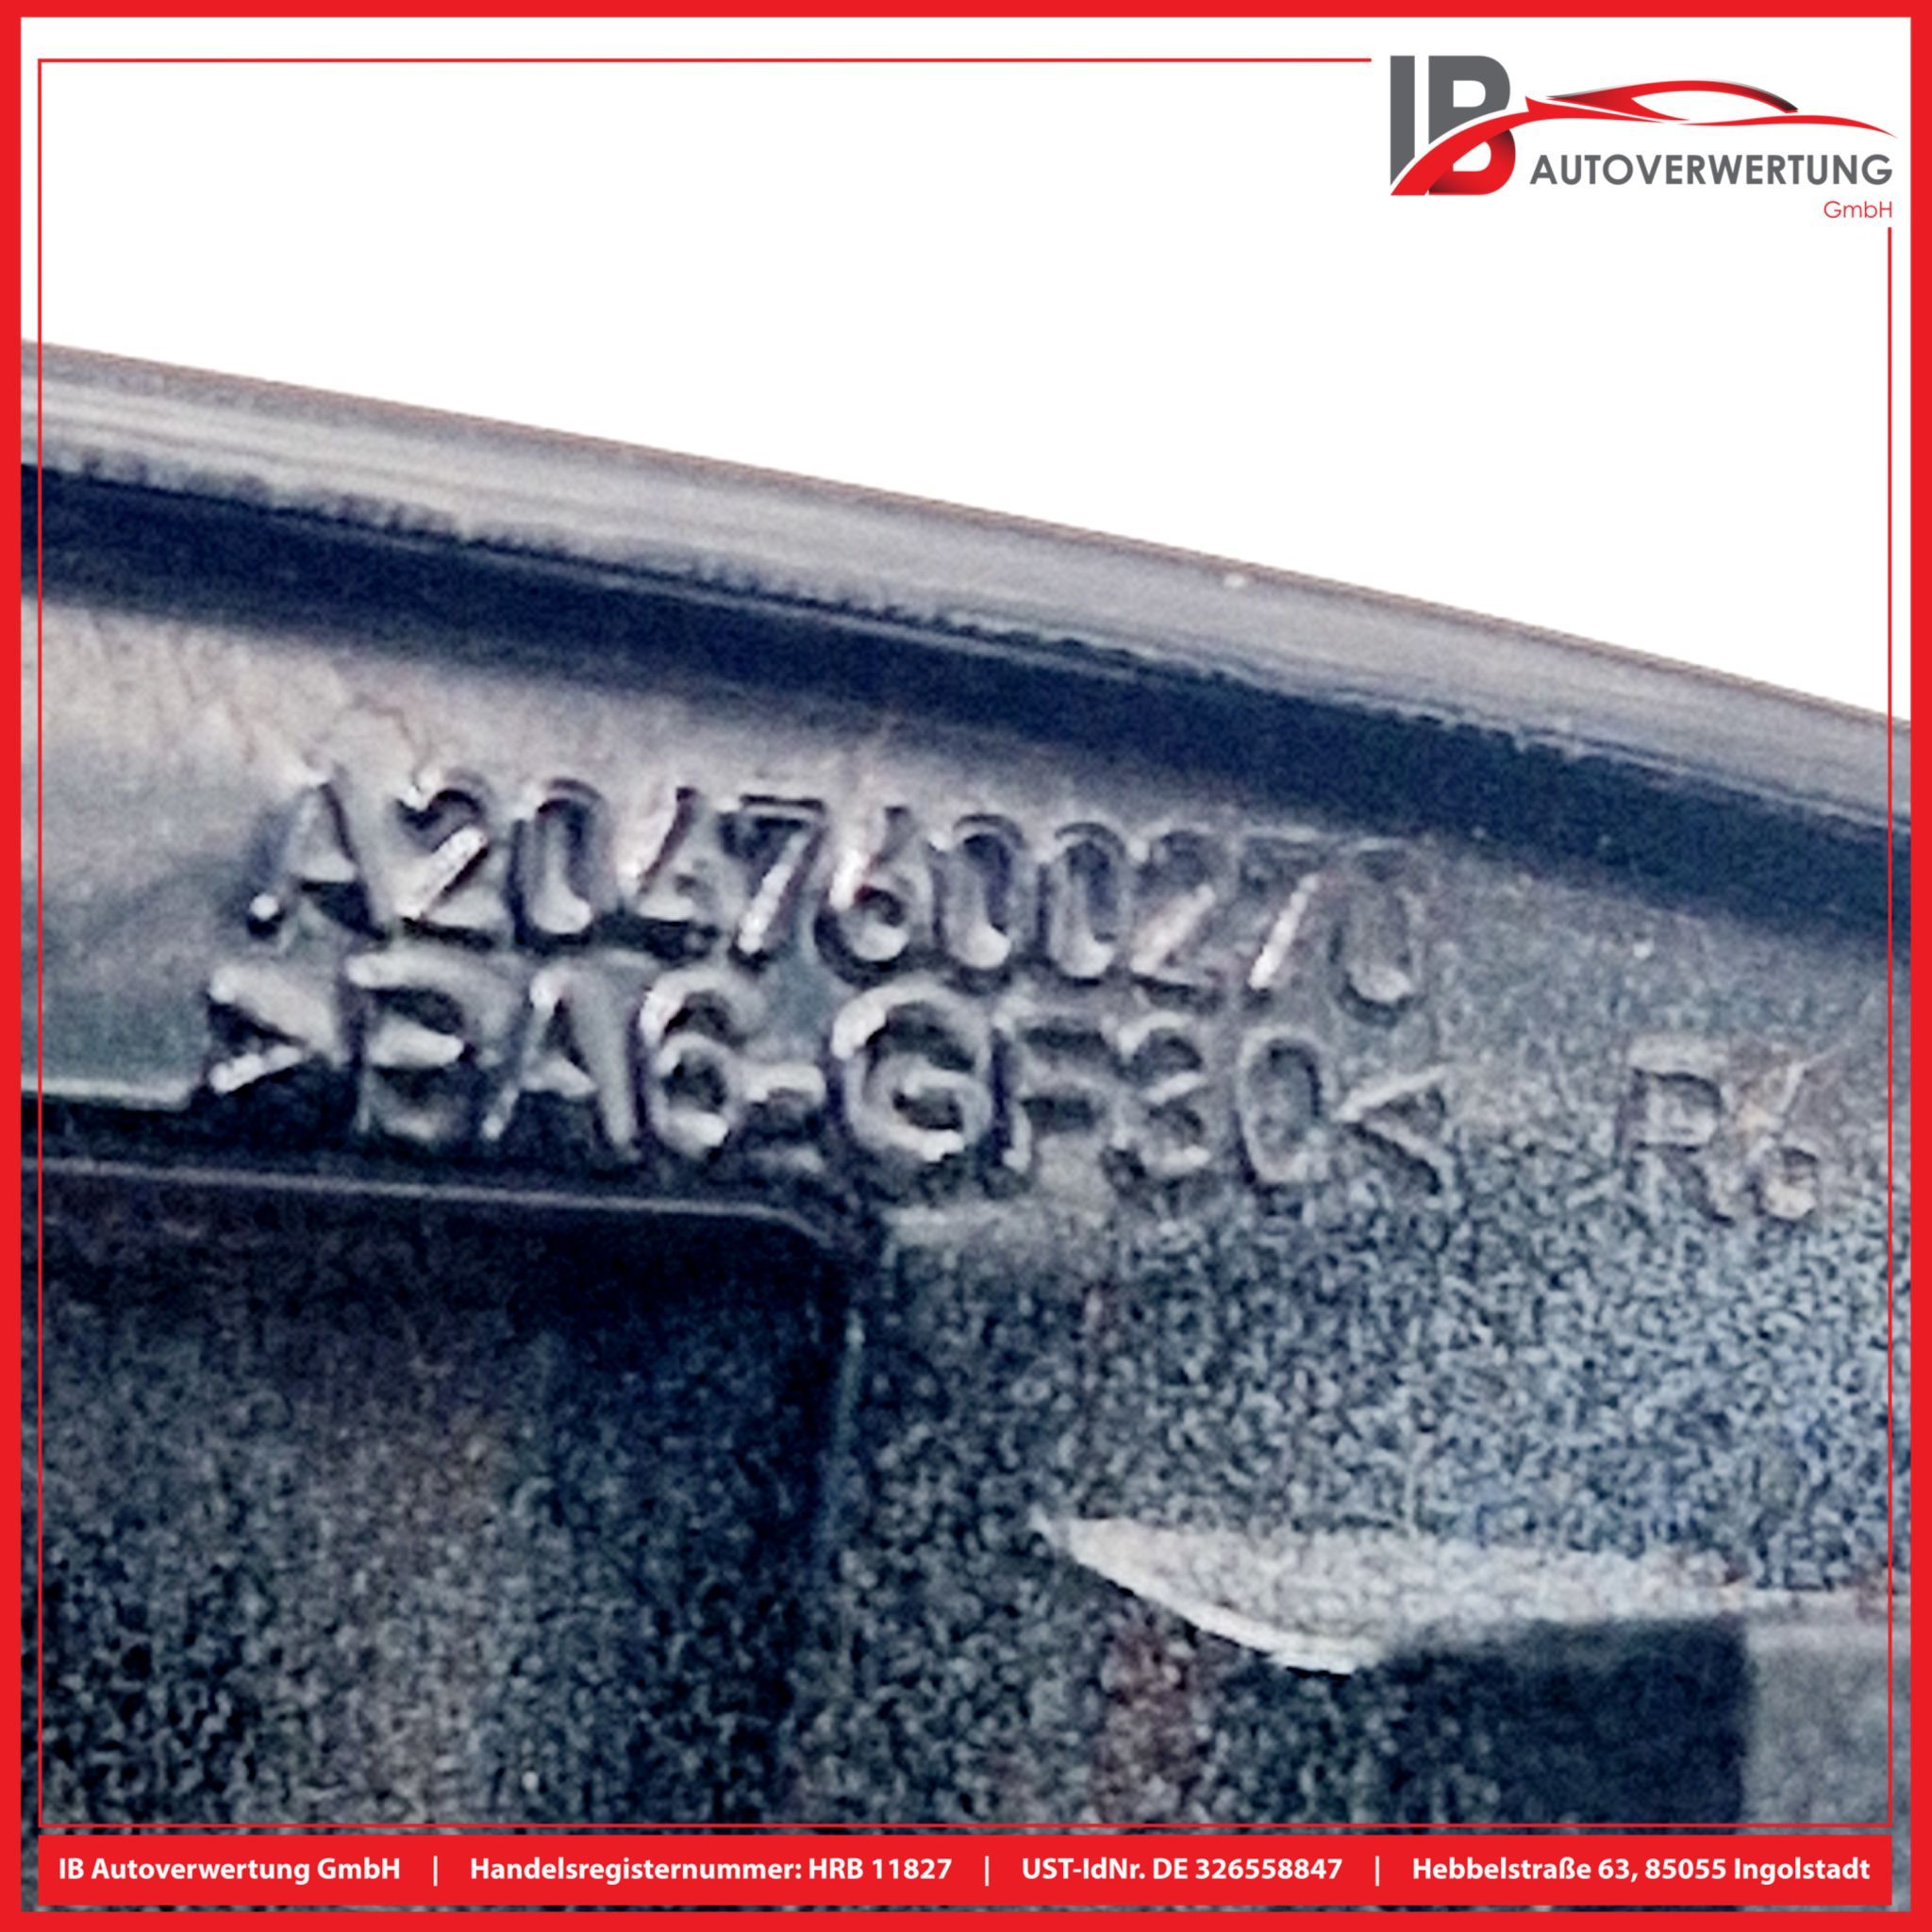 IB
AUTOVERWERTUNG
GmbH
A2047600270
>PA6-GF30< R6
IB Autoverwertung GmbH | Handelsregisternummer: HRB 11827 | UST-IdNr. DE 326558847 | Hebbelstraße 63, 85055 Ingolstadt